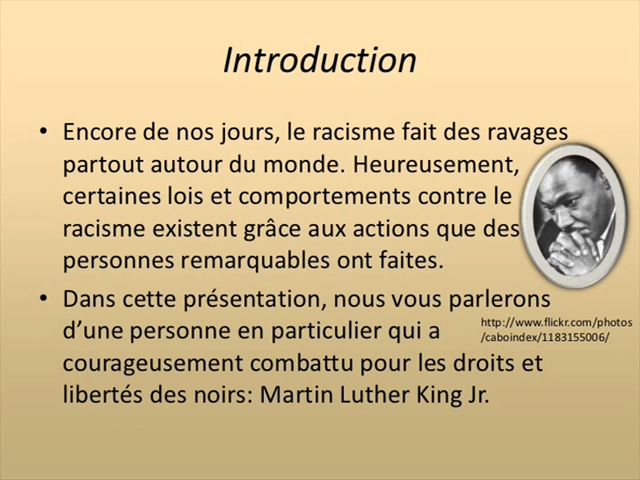 Introduction
• Encore de nos jours, le racisme fait des ravages
partout autour du monde. Heureusement,
certaines lois et comportements contre le
racisme existent grâce aux actions que des
personnes remarquables ont faites.
• Dans cette présentation, nous vous parlerons
d’une personne en particulier qui a
courageusement combattu pour les droits et
libertés des noirs: Martin Luther King Jr.
http://www.flickr.com/photos
/caboindex/1183155006/